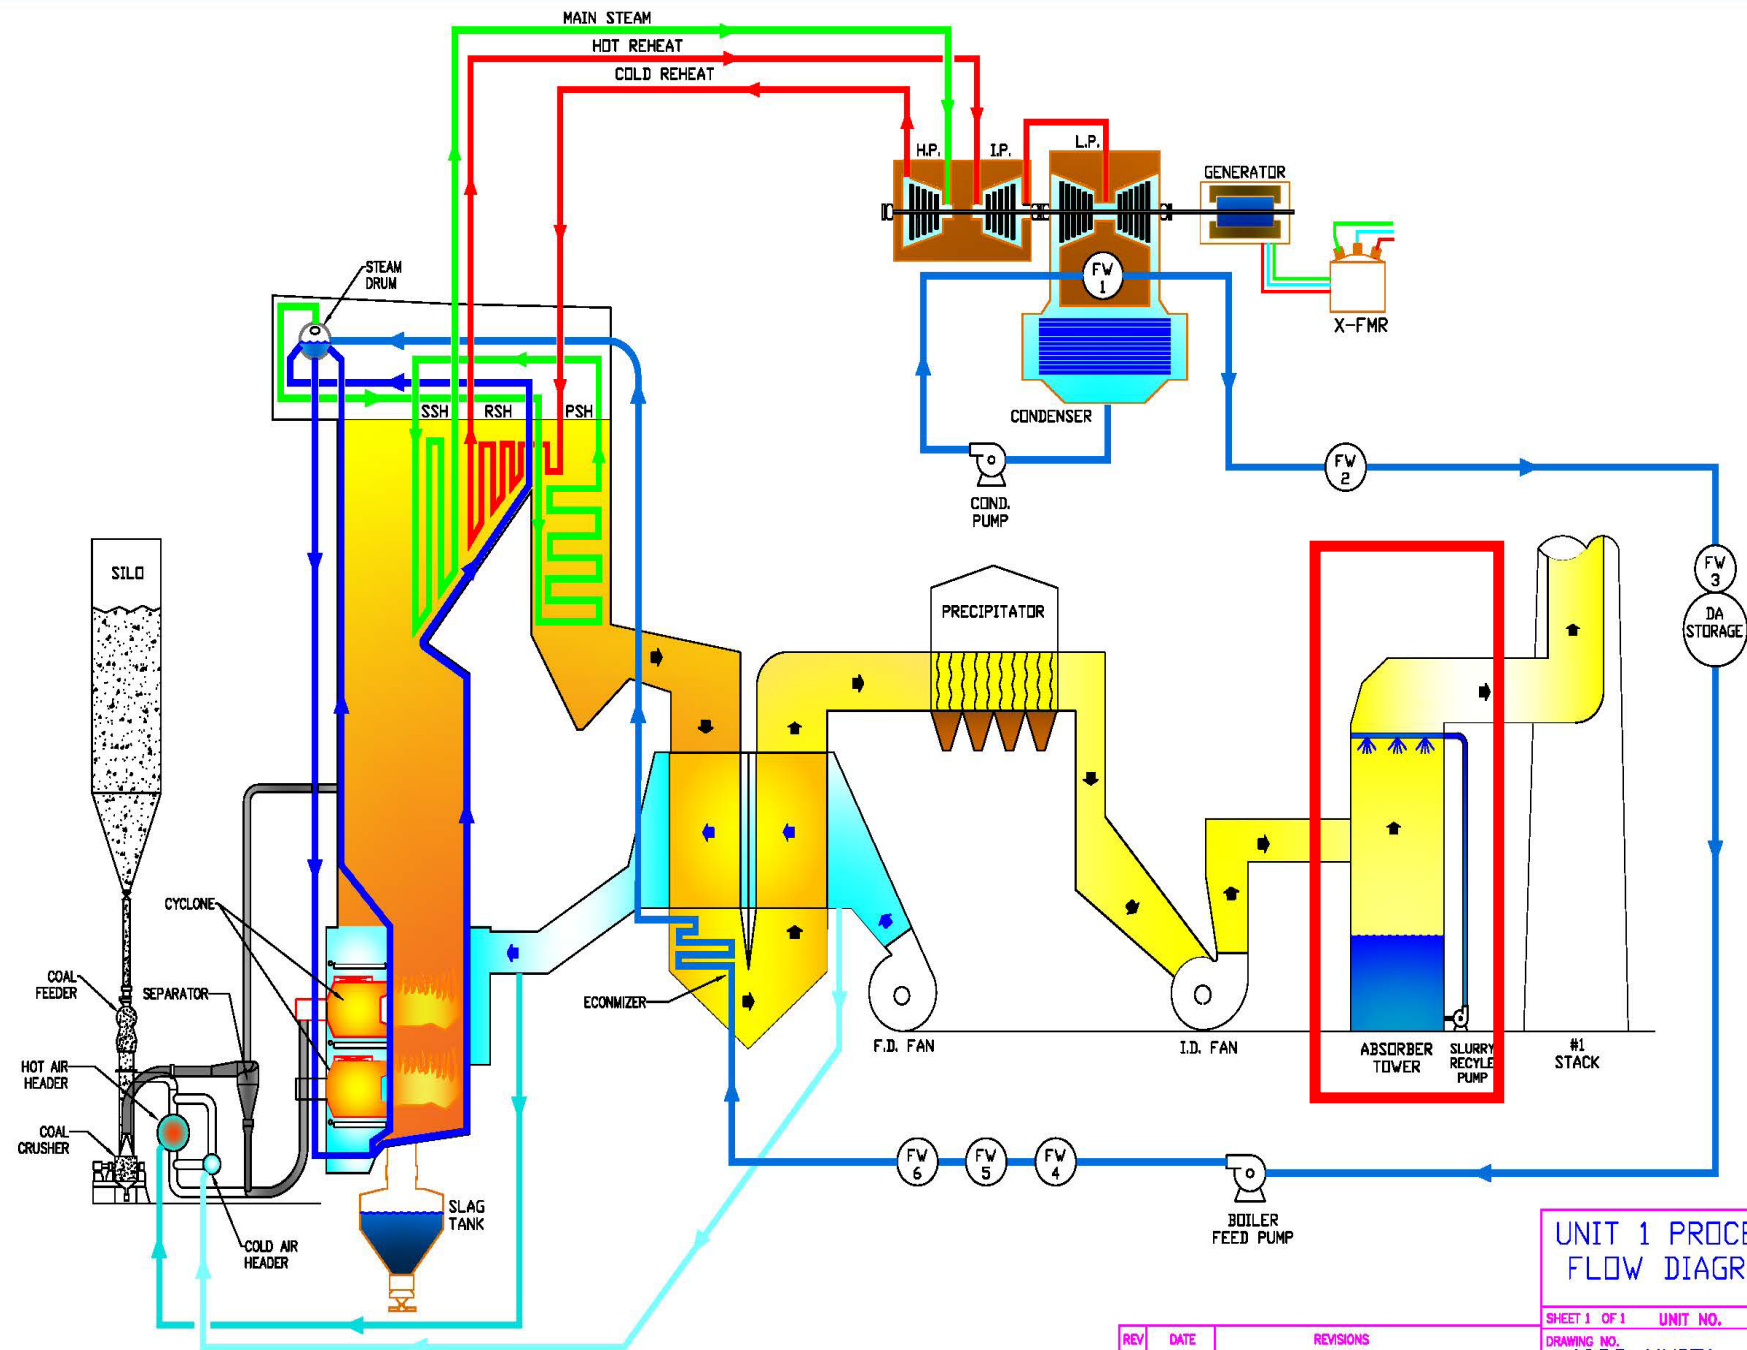 MAIN STEAM
HOT REHEAT
COLD REHEAT
H.P.
I.P.
L.P.
GENERATOR
STEAM
DRUM
FW
1
X-FMR
SSH
RSH
PSH
CONDENSER
FW
2
COND.
PUMP
SILO
FW
3
DA
STORAGE
PRECIPITATOR
CYCLONE
COAL
FEEDER
SEPARATOR
ECONMIZER
F.D. FAN
I.D. FAN
ABSORBER
TOWER
SLURRY
RECYLE
PUMP
#1
STACK
HOT AIR
HEADER
COAL
CRUSHER
FW
6
FW
5
FW
4
SLAG
TANK
BOILER
FEED PUMP
COLD AIR
HEADER
UNIT 1 PROCE
FLOW DIAGR
SHEET 1 OF 1 UNIT NO.
REV DATE REVISIONS
DRAWING NO.